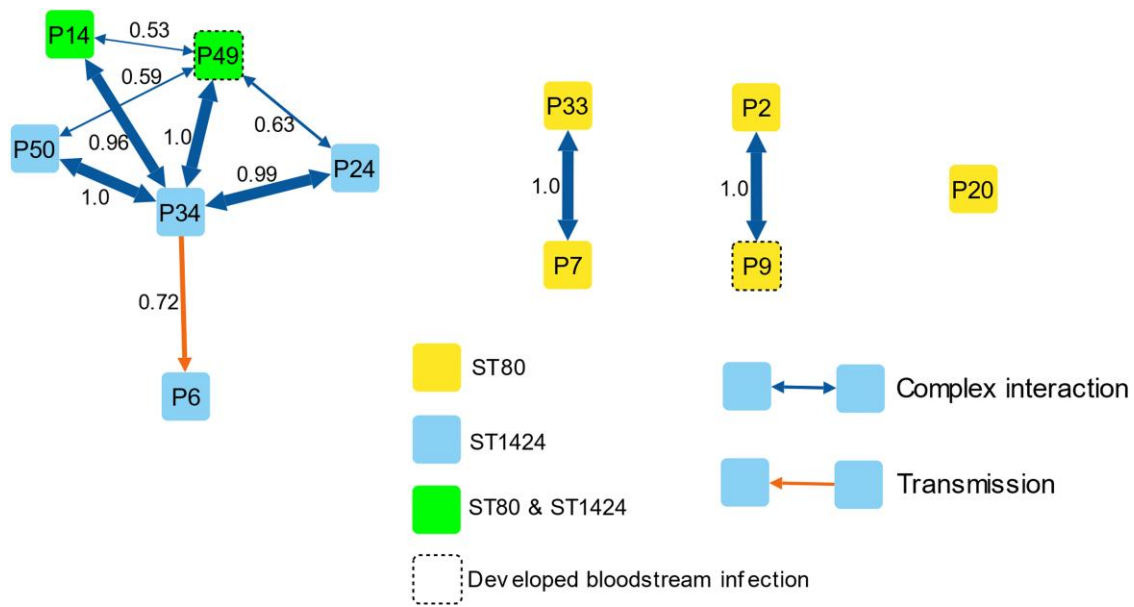 P14
0.53
P49
0.59
P50
0.96
1.0
0.63
P24
1.0
0.99
P34
0.72
P6
P33
1.0
P7
P2
1.0
P9
P20
ST80
ST1424
ST80 & ST1424
Developed bloodstream infection
Complex interaction
Transmission